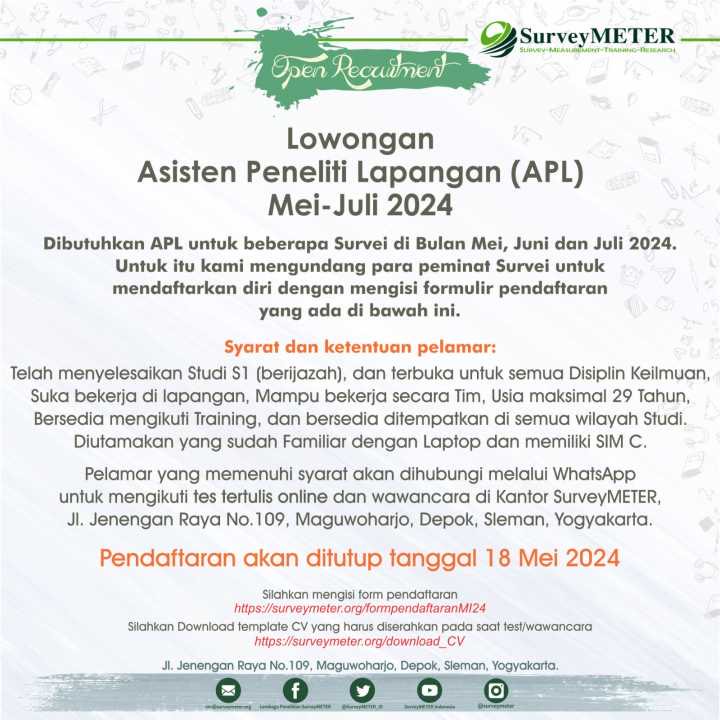 SurveyMETER
SURVEY-MEASUREMENT-TRAINING-RESEARCH
Open Recruitment
Lowongan
Asisten Peneliti Lapangan (APL)
Mei-Juli 2024
Dibutuhkan APL untuk beberapa Survei di Bulan Mei, Juni dan Juli 2024.
Untuk itu kami mengundang para peminat Survei untuk
mendaftarkan diri dengan mengisi formulir pendaftaran
yang ada di bawah ini.
Syarat dan ketentuan pelamar:
Telah menyelesaikan Studi S1 (berijazah), dan terbuka untuk semua Disiplin Keilmuan,
Suka bekerja di lapangan, Mampu bekerja secara Tim, Usia maksimal 29 Tahun,
Bersedia mengikuti Training, dan bersedia ditempatkan di semua wilayah Studi.
Diutamakan yang sudah Familiar dengan Laptop dan memiliki SIM C.
Pelamar yang memenuhi syarat akan dihubungi melalui WhatsApp
untuk mengikuti tes tertulis online dan wawancara di Kantor SurveyMETER,
Jl. Jenengan Raya No.109, Maguwoharjo, Depok, Sleman, Yogyakarta.
Pendaftaran akan ditutup tanggal 18 Mei 2024
Silahkan mengisi form pendaftaran
https://surveymeter.org/formpendaftaranMI24
Silahkan Download template CV yang harus diserahkan pada saat test/wawancara
https://surveymeter.org/download_CV
Jl. Jenengan Raya No.109, Maguwoharjo, Depok, Sleman, Yogyakarta.
sm@surveymeter.org Lembaga Penelitian SurveyMETER @SurveyMETER_ID SurveyMETER Indonesia @surveymeter